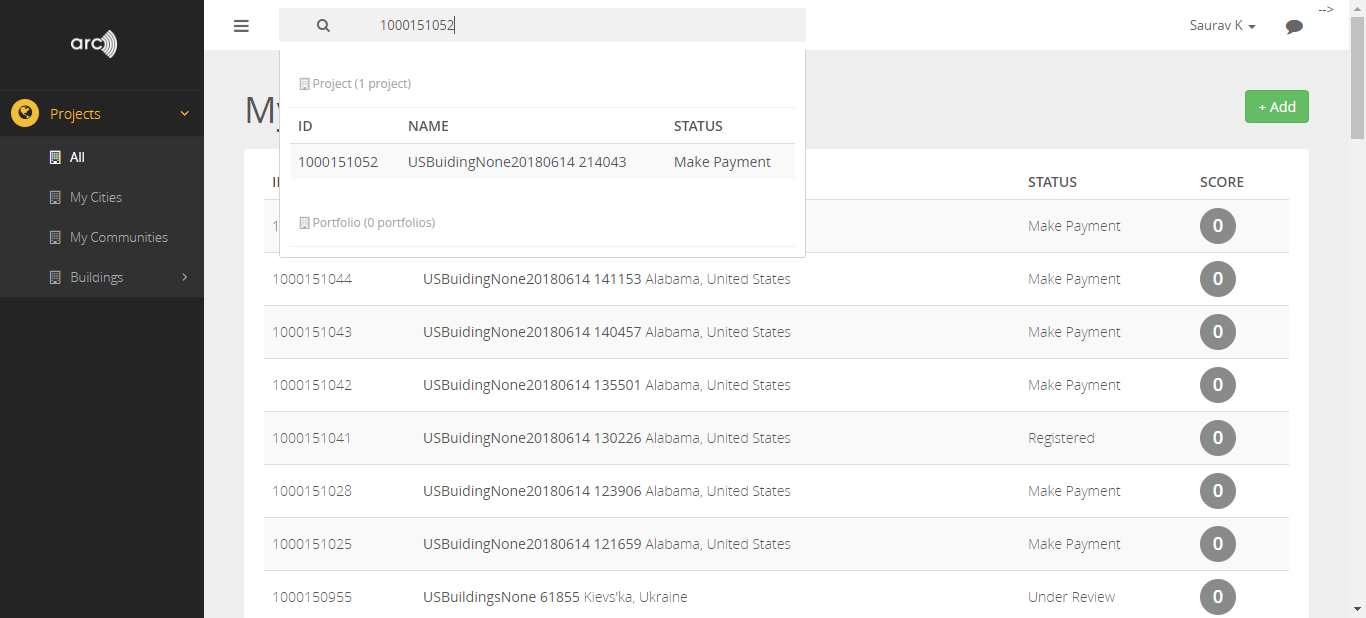 -->
arc
1000151052
Saurav K
Projects
All
My Cities
My Communities
Buildings
Project (1 project)
ID NAME STATUS
1000151052 USBuidingNone20180614 214043 Make Payment
Portfolio (0 portfolios)
My
+ Add
STATUS SCORE
Make Payment 0
1000151044 USBuidingNone20180614 141153 Alabama, United States Make Payment 0
1000151043 USBuidingNone20180614 140457 Alabama, United States Make Payment 0
1000151042 USBuidingNone20180614 135501 Alabama, United States Make Payment 0
1000151041 USBuidingNone20180614 130226 Alabama, United States Registered 0
1000151028 USBuidingNone20180614 123906 Alabama, United States Make Payment 0
1000151025 USBuidingNone20180614 121659 Alabama, United States Make Payment 0
1000150955 USBuildingsNone 61855 Kievs'ka, Ukraine Under Review 0